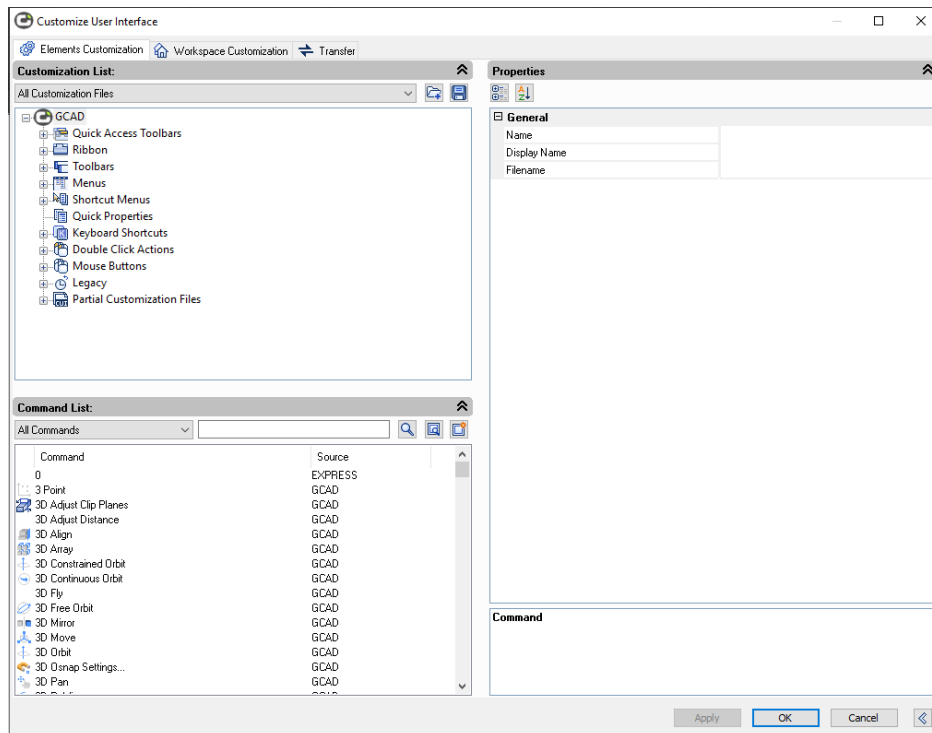 Customize User Interface
Elements Customization Workspace Customization Transfer
Customization List:
All Customization Files
GCAD
Quick Access Toolbars
Ribbon
Toolbars
Menus
Shortcut Menus
Quick Properties
Keyboard Shortcuts
Double Click Actions
Mouse Buttons
Legacy
Partial Customization Files
Command List:
All Commands
Command Source
0 EXPRESS
3 Point GCAD
3D Adjust Clip Planes GCAD
3D Adjust Distance GCAD
3D Align GCAD
3D Array GCAD
3D Constrained Orbit GCAD
3D Continuous Orbit GCAD
3D Fly GCAD
3D Free Orbit GCAD
3D Mirror GCAD
3D Move GCAD
3D Orbit GCAD
3D Osnap Settings... GCAD
3D Pan GCAD
Properties
General
Name
Display Name
Filename
Command
Apply OK Cancel